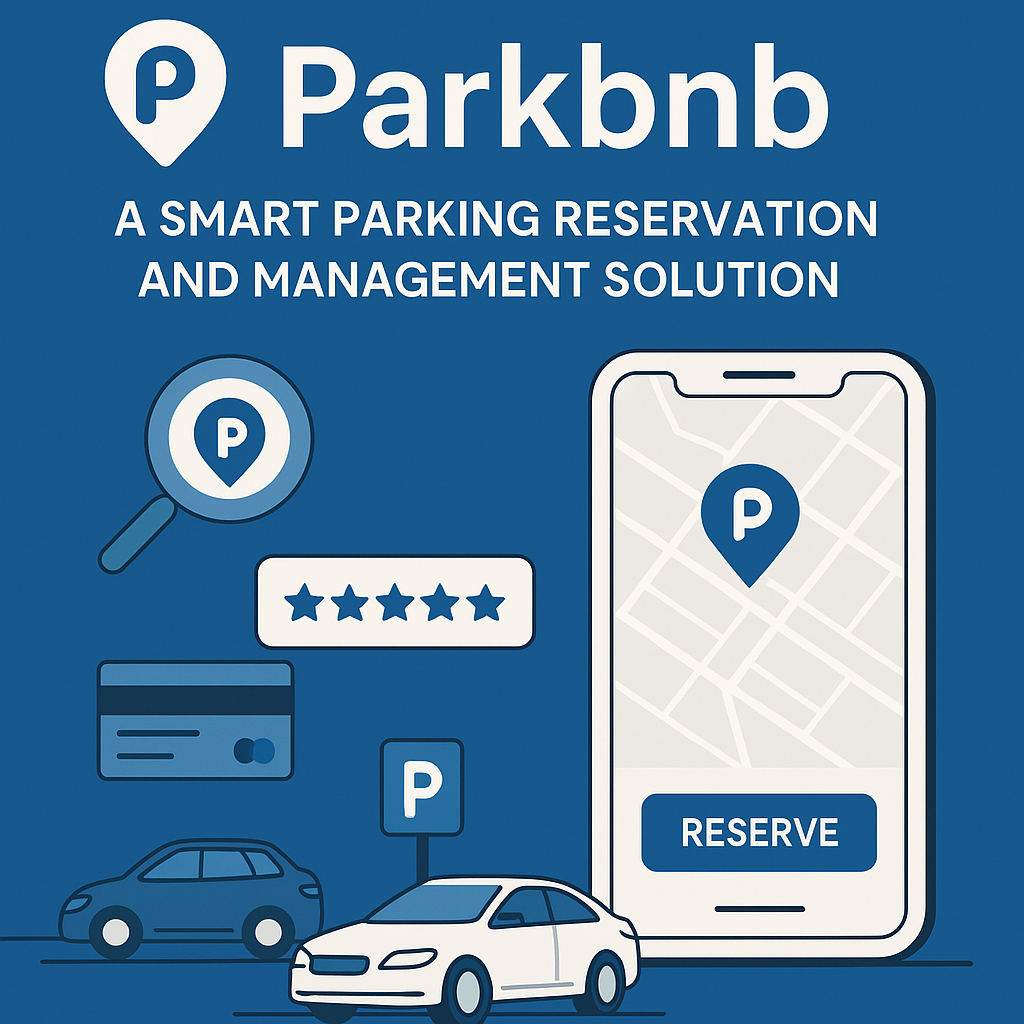 P Parkbnb
A SMART PARKING RESERVATION
AND MANAGEMENT SOLUTION
P
P
P
RESERVE